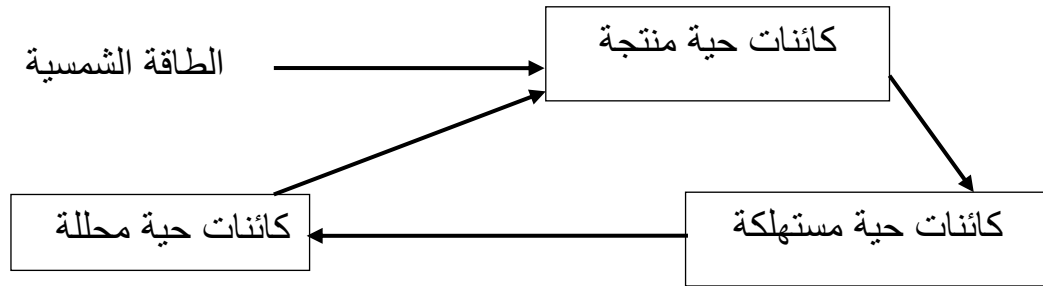 كائنات حية منتجة
الطاقة الشمسية
كائنات حية مستهلكة
كائنات حية محللة